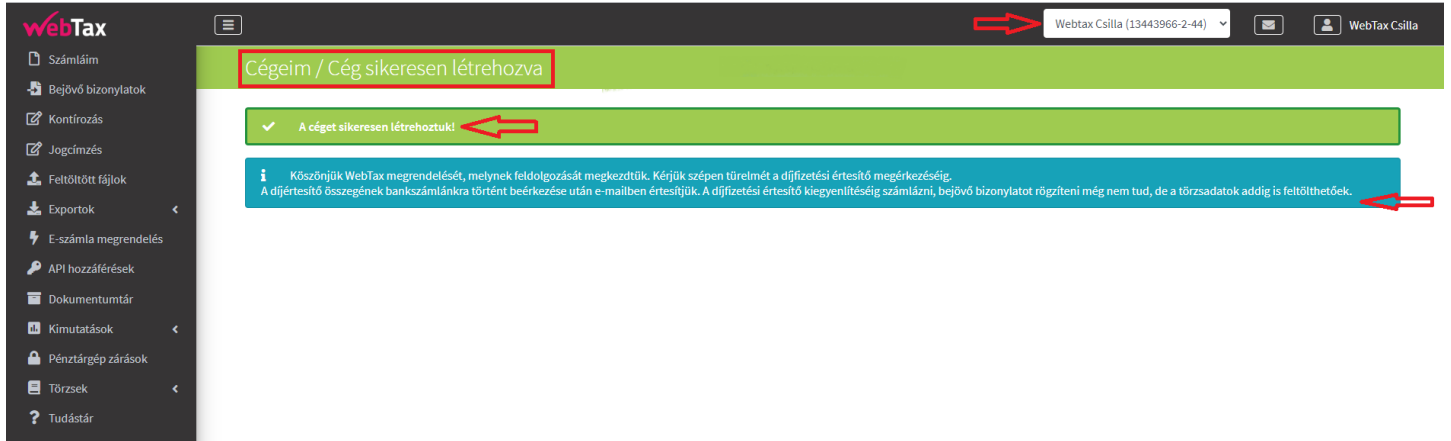 webTax
Webtax Csilla (13443966-2-44)
WebTax Csilla
Számláim
Bejövő bizonylatok
Kontírozás
Jogcímzés
Feltöltött fájlok
Exportok
E-számla megrendelés
API hozzáférések
Dokumentumtár
Kimutatások
Pénztárgép zárások
Törzsek
Tudástár
Cégeim / Cég sikeresen létrehozva
A céget sikeresen létrehoztuk!
Köszönjük WebTax megrendelését, melynek feldolgozását megkezdtük. Kérjük szépen türelmét a díjfizetési értesítő megérkezéséig.
A díjértesítő összegének bankszámlánkra történt beérkezése után e-mailben értesítjük. A díjfizetési értesítő kiegyenlítéséig számlázni, bejövő bizonylatot rögzíteni még nem tud, de a törzsadatok addig is feltölthetőek.